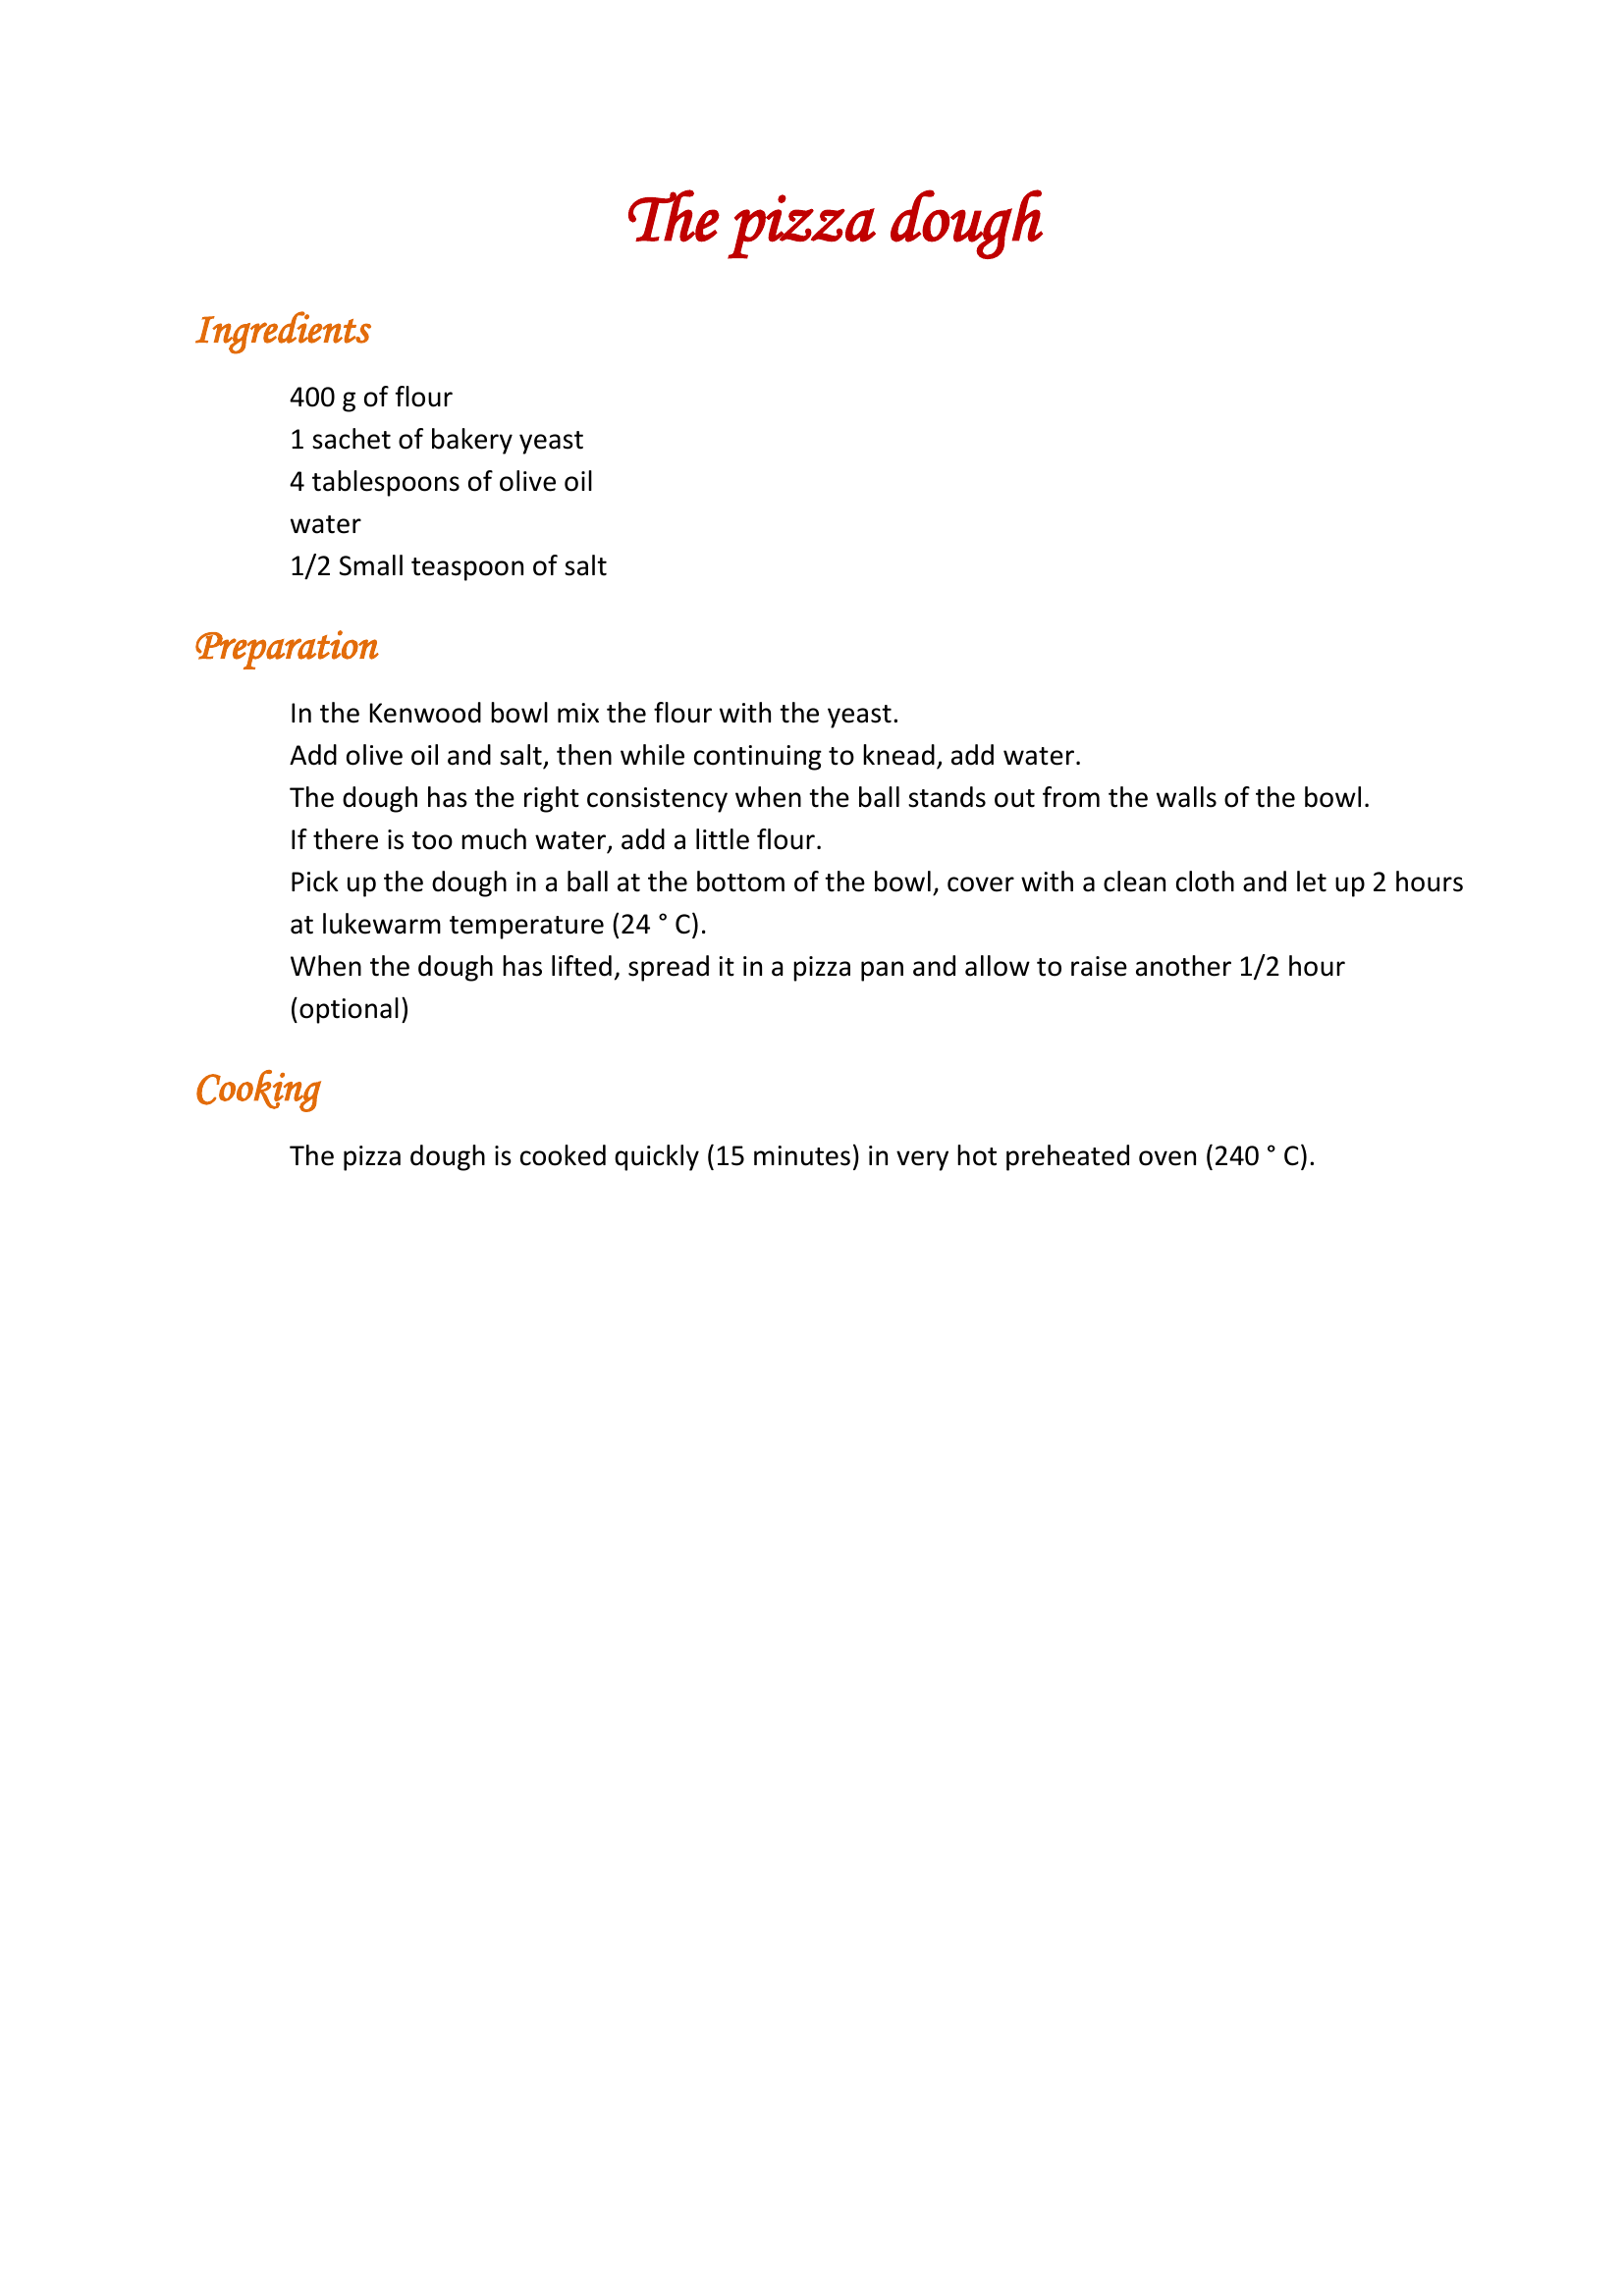 The pizza dough
Ingredients
400 g of flour
1 sachet of bakery yeast
4 tablespoons of olive oil
water
1/2 Small teaspoon of salt
Preparation
In the Kenwood bowl mix the flour with the yeast.
Add olive oil and salt, then while continuing to knead, add water.
The dough has the right consistency when the ball stands out from the walls of the bowl.
If there is too much water, add a little flour.
Pick up the dough in a ball at the bottom of the bowl, cover with a clean cloth and let up 2 hours
at lukewarm temperature (24 ° C).
When the dough has lifted, spread it in a pizza pan and allow to raise another 1/2 hour
(optional)
Cooking
The pizza dough is cooked quickly (15 minutes) in very hot preheated oven (240 ° C).